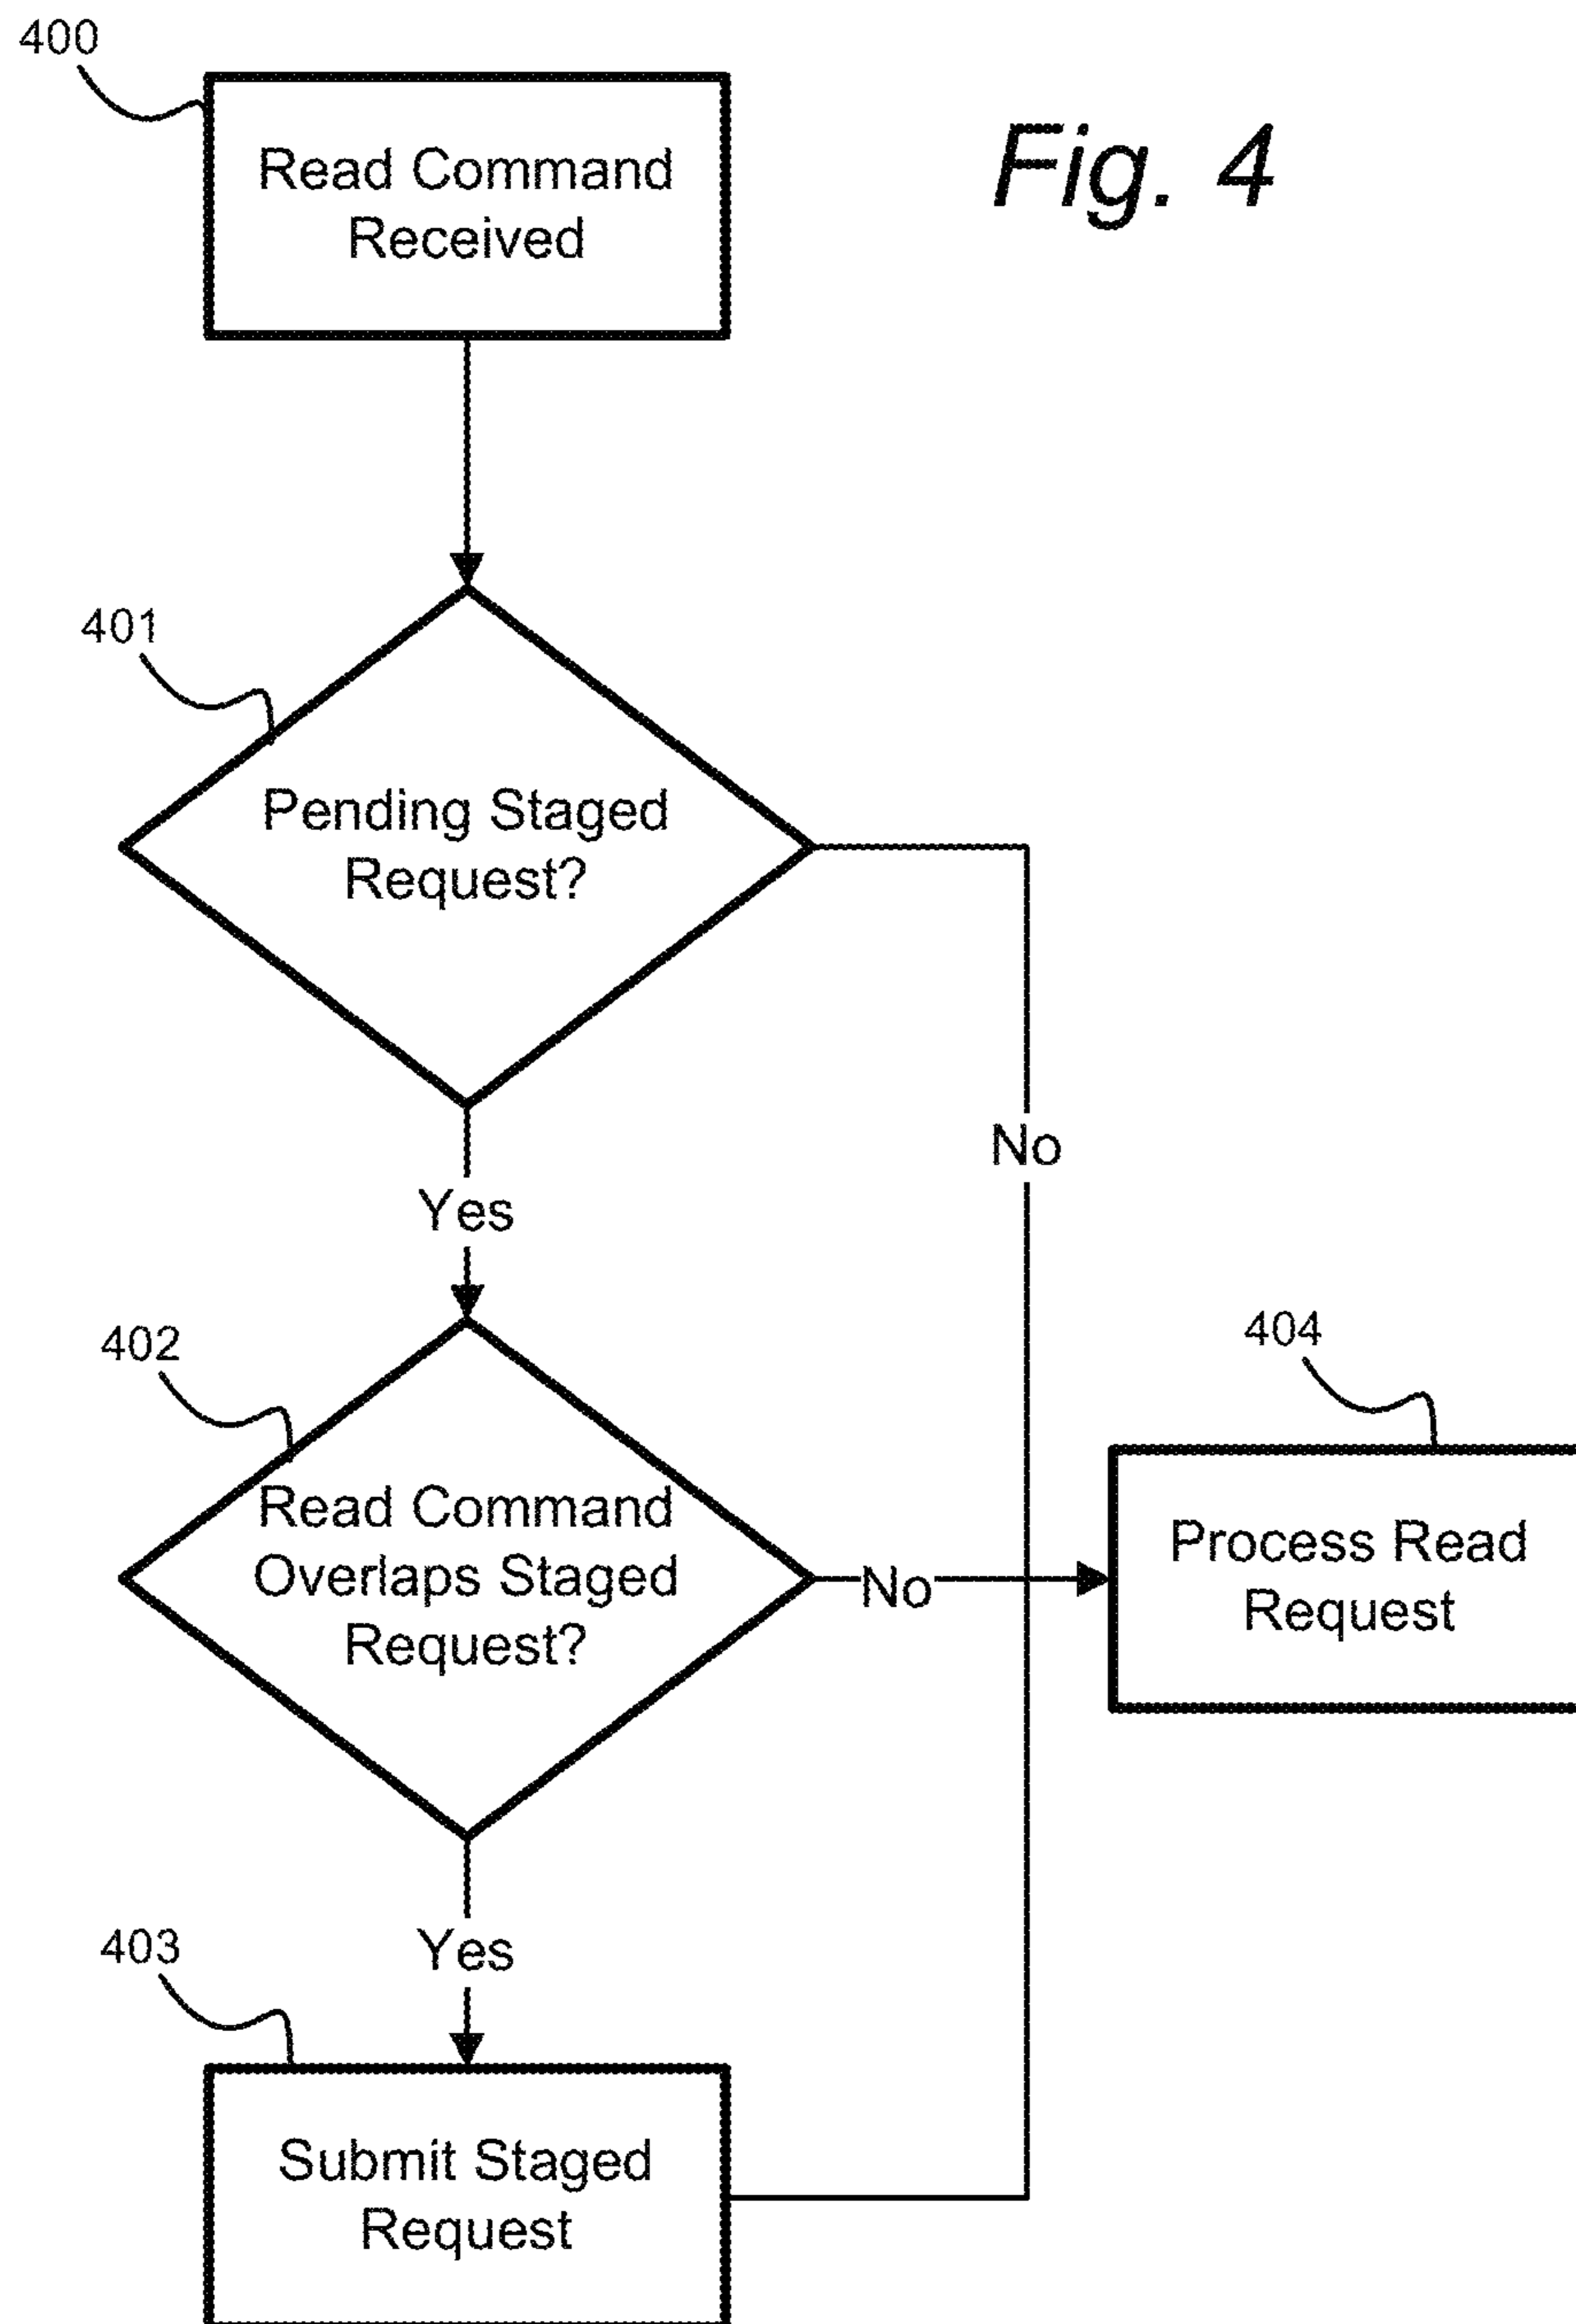 400
Read Command
Received
Fig. 4
401
Pending Staged
Request?
No
Yes
402
Read Command
Overlaps Staged
Request?
No
404
Process Read
Request
Yes
403
Submit Staged
Request